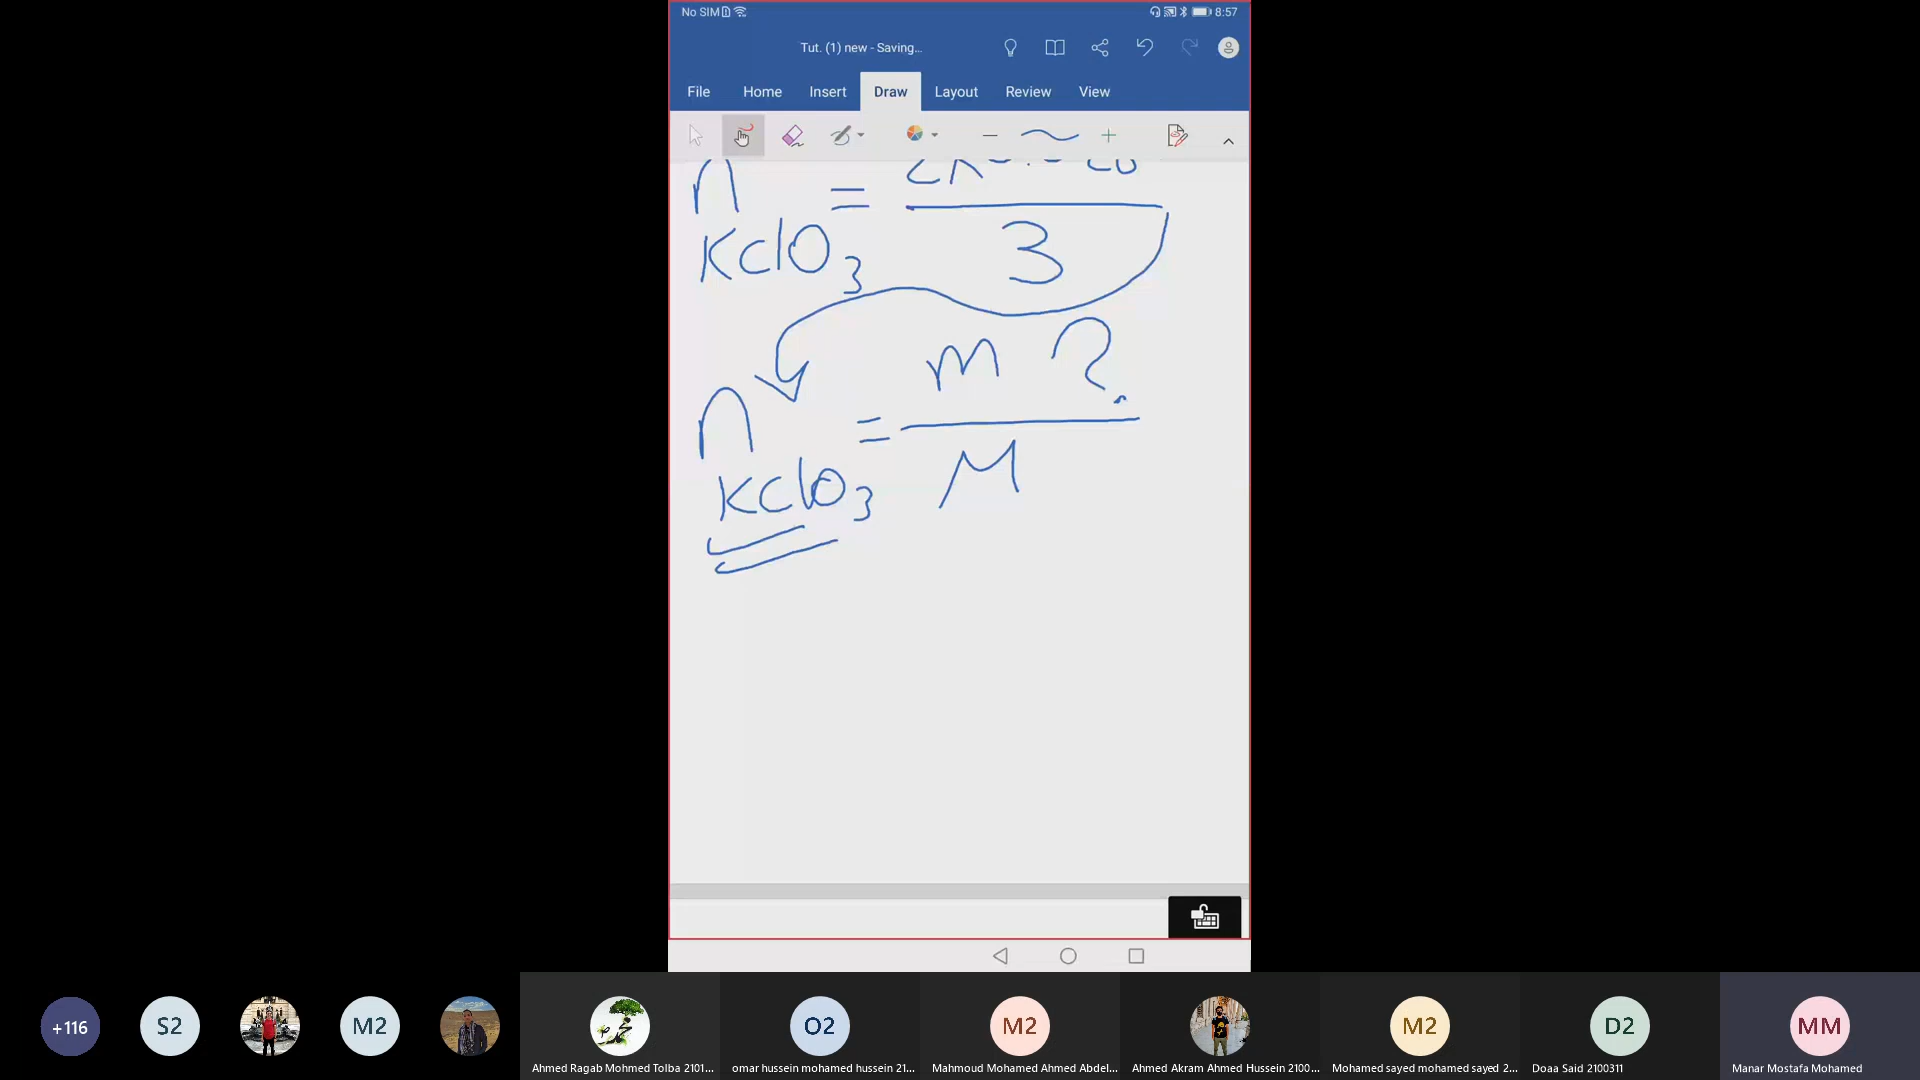 No SIM 8:57
Tut. (1) new - Saving...
File Home Insert Draw Layout Review View
n =
KClO3 3
n = m ?
KClO3 M
+116 S2 M2 O2 M2 M2 D2 MM
Ahmed Ragab Mohmed Tolba 2101... omar hussein mohamed hussein 21... Mahmoud Mohamed Ahmed Abdel... Ahmed Akram Ahmed Hussein 2100... Mohamed sayed mohamed sayed 2... Doaa Said 2100311 Manar Mostafa Mohamed